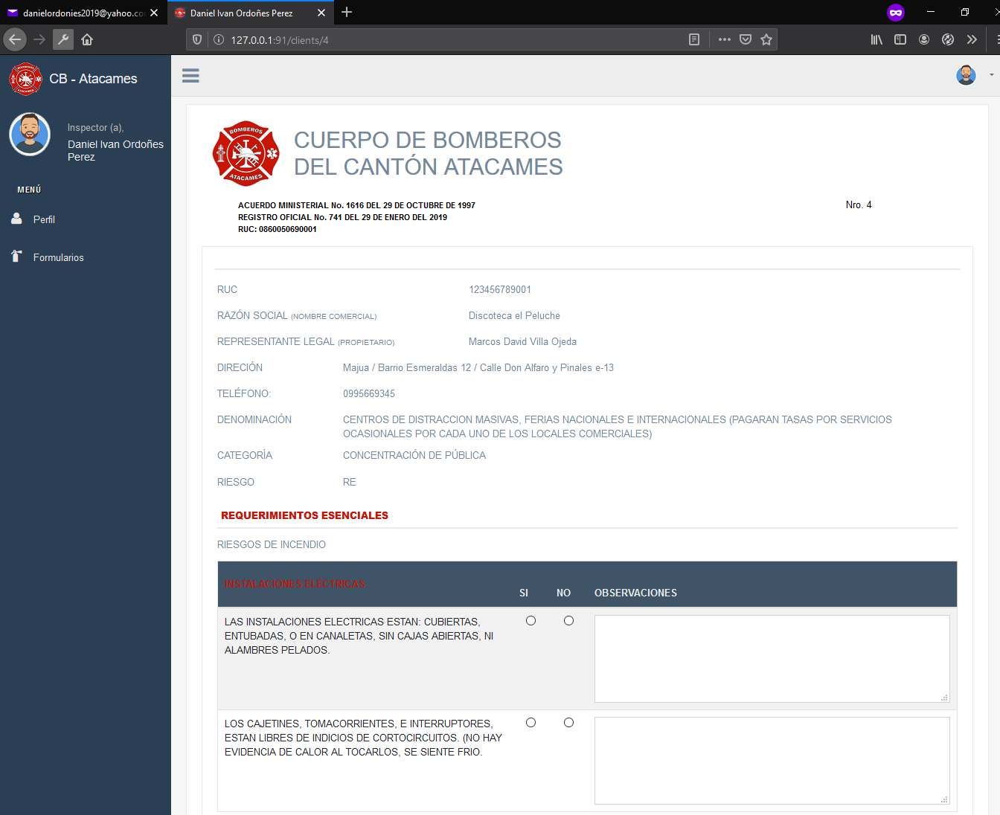 danielordonies2019@yahoo.co
Daniel Ivan Ordoñes Perez
127.0.0.1:91/clients/4
CB - Atacames
Inspector (a),
Daniel Ivan Ordoñes
Perez
MENÚ
Perfil
Formularios
BOMBEROS
ATACAMES
CUERPO DE BOMBEROS
DEL CANTÓN ATACAMES
ACUERDO MINISTERIAL No. 1616 DEL 29 DE OCTUBRE DE 1997
REGISTRO OFICIAL No. 741 DEL 29 DE ENERO DEL 2019
RUC: 0860050690001
Nro. 4
RUC 123456789001
RAZÓN SOCIAL (NOMBRE COMERCIAL) Discoteca el Peluche
REPRESENTANTE LEGAL (PROPIETARIO) Marcos David Villa Ojeda
DIRECIÓN Majua / Barrio Esmeraldas 12 / Calle Don Alfaro y Pinales e-13
TELÉFONO: 0995669345
DENOMINACIÓN CENTROS DE DISTRACCION MASIVAS, FERIAS NACIONALES E INTERNACIONALES (PAGARAN TASAS POR SERVICIOS
OCASIONALES POR CADA UNO DE LOS LOCALES COMERCIALES)
CATEGORÍA CONCENTRACIÓN DE PÚBLICA
RIESGO RE
REQUERIMIENTOS ESENCIALES
RIESGOS DE INCENDIO
INSTALACIONES ELÉCTRICAS
SI NO OBSERVACIONES
LAS INSTALACIONES ELECTRICAS ESTAN: CUBIERTAS,
ENTUBADAS, O EN CANALETAS, SIN CAJAS ABIERTAS, NI
ALAMBRES PELADOS.
LOS CAJETINES, TOMACORRIENTES, E INTERRUPTORES,
ESTAN LIBRES DE INDICIOS DE CORTOCIRCUITOS. (NO HAY
EVIDENCIA DE CALOR AL TOCARLOS, SE SIENTE FRIO.